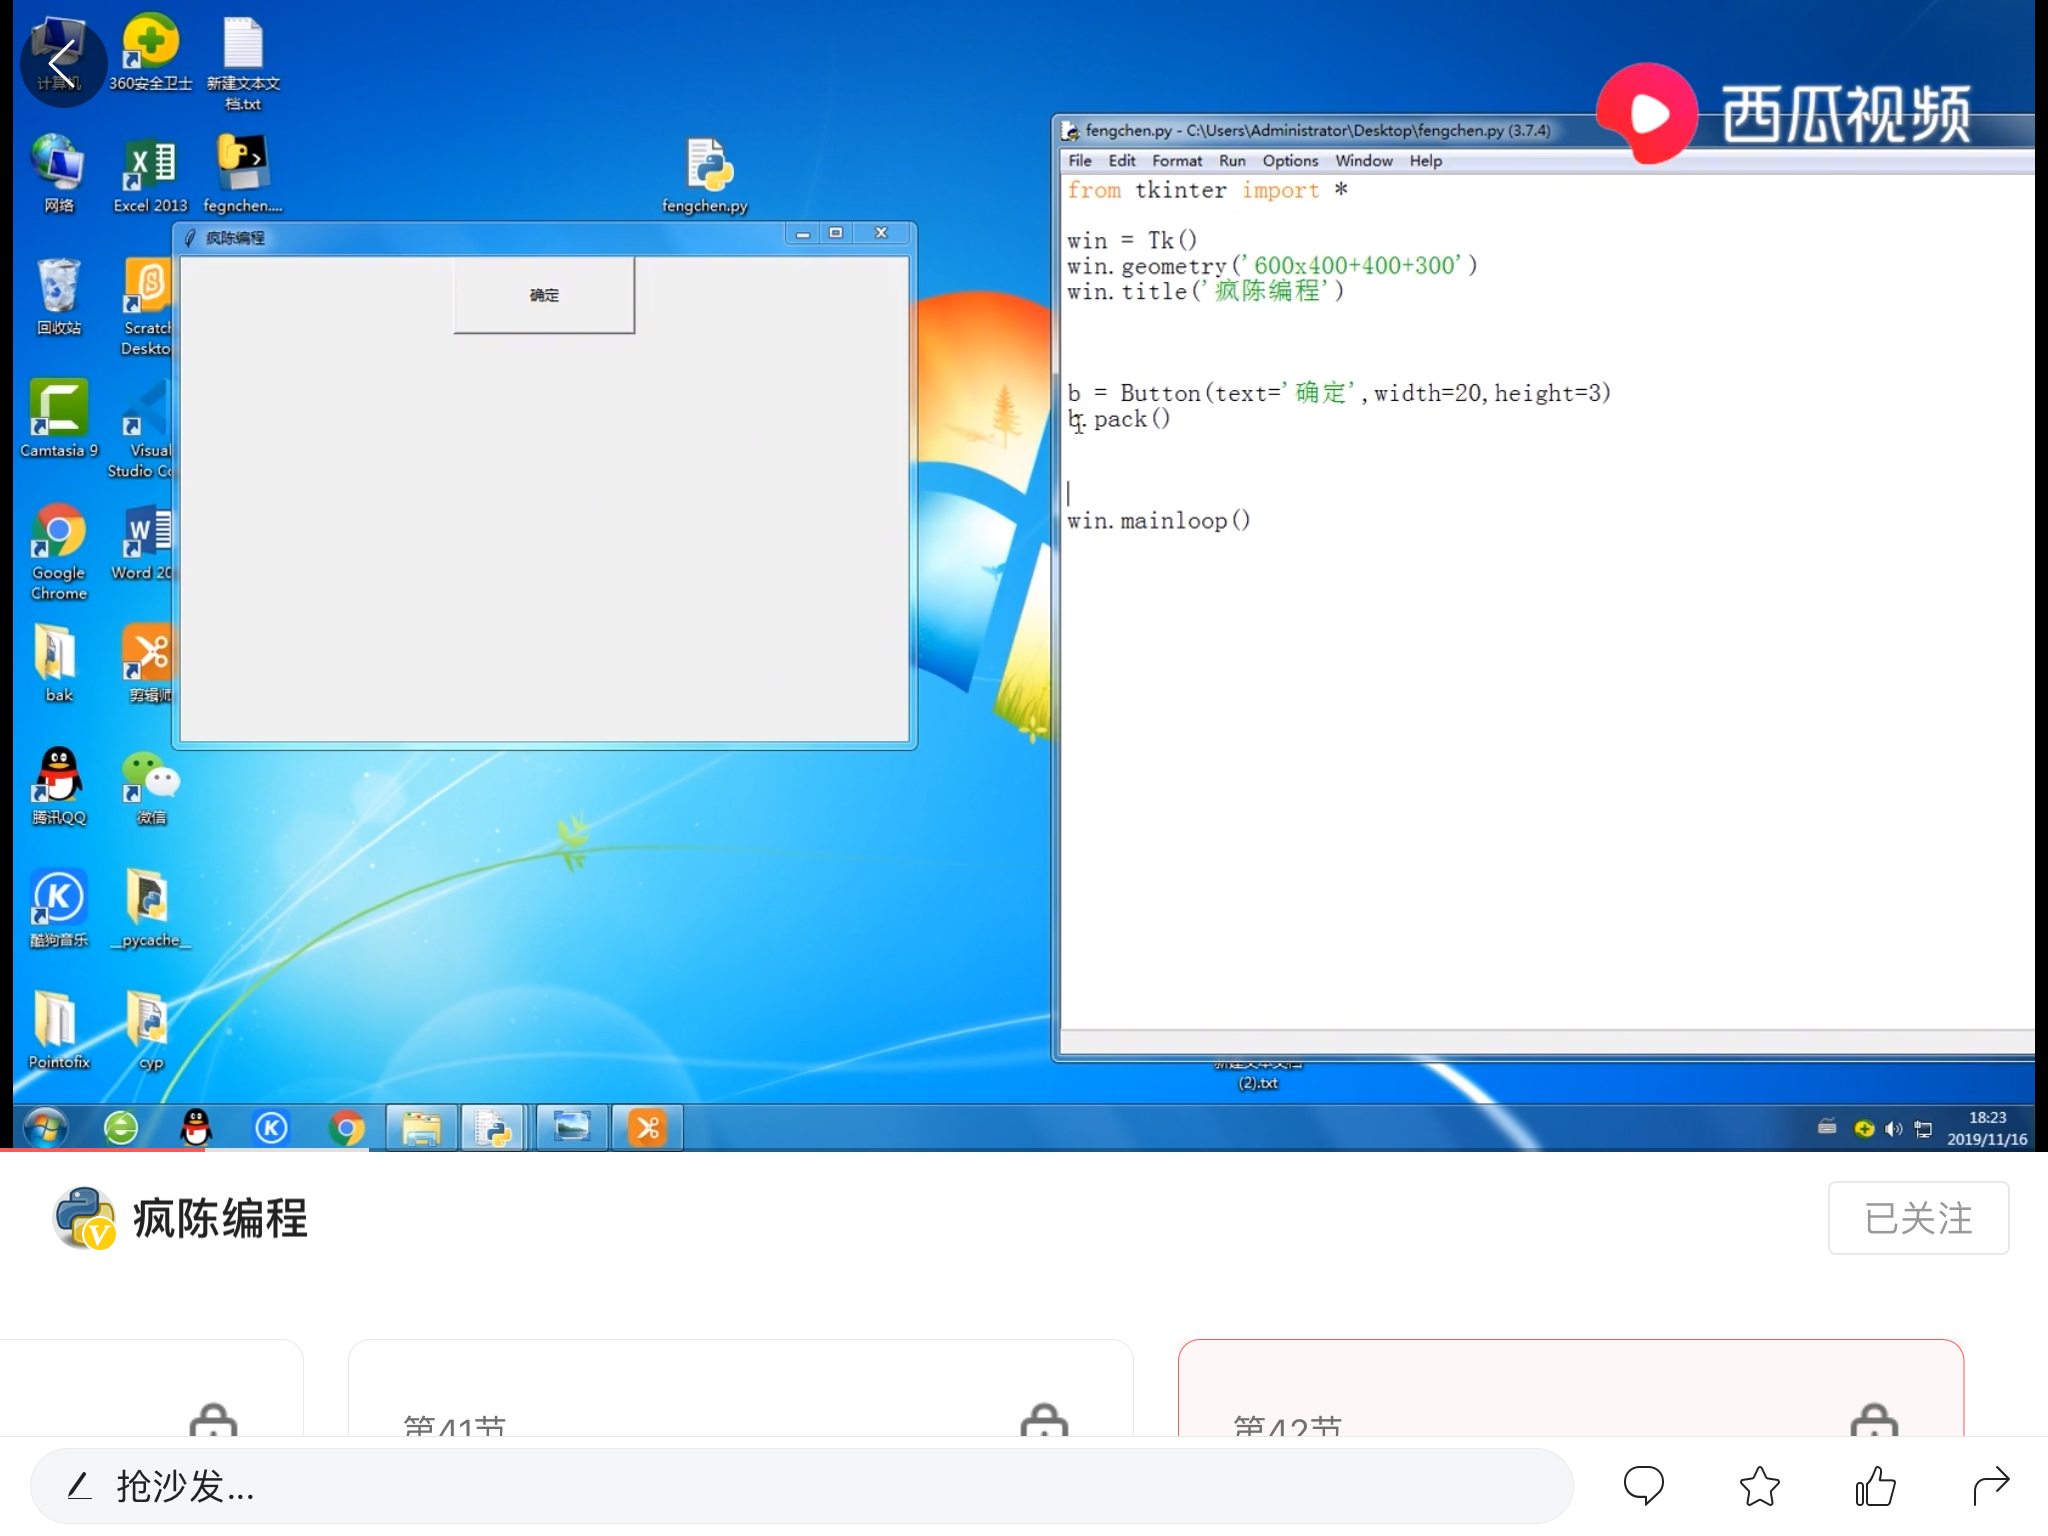 计算机
360安全卫士
新建文本文
档.txt
西瓜视频
网络
Excel 2013
fegnchen....
fengchen.py
回收站
Scratch
Deskto
Camtasia 9
Visual
Studio Co
Google
Chrome
Word 20
bak
剪辑师
腾讯QQ
微信
酷狗音乐
__pycache__
Pointofix
cyp
疯陈编程
确定
fengchen.py - C:\Users\Administrator\Desktop\fengchen.py (3.7.4)
File Edit Format Run Options Window Help
from tkinter import *
win = Tk()
win.geometry('600x400+400+300')
win.title('疯陈编程')
b = Button(text='确定',width=20,height=3)
b.pack()
win.mainloop()
新建文本文档
(2).txt
18:23
2019/11/16
疯陈编程
已关注
第41节
第42节
抢沙发...